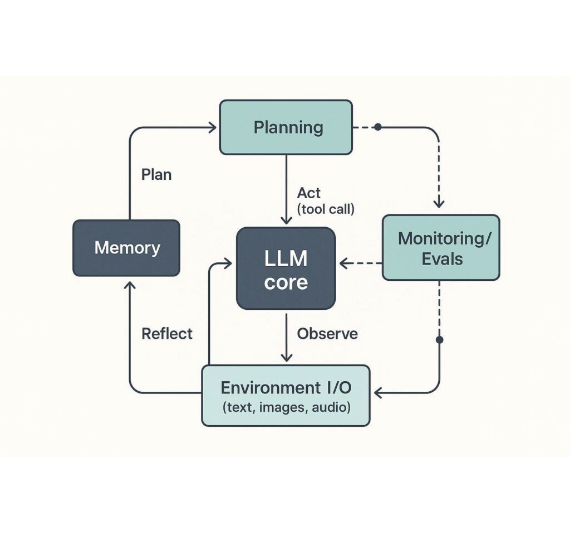 Planning
Plan
Act
(tool call)
Memory
LLM
core
Monitoring/
Evals
Reflect
Observe
Environment I/O
(text, images, audio)